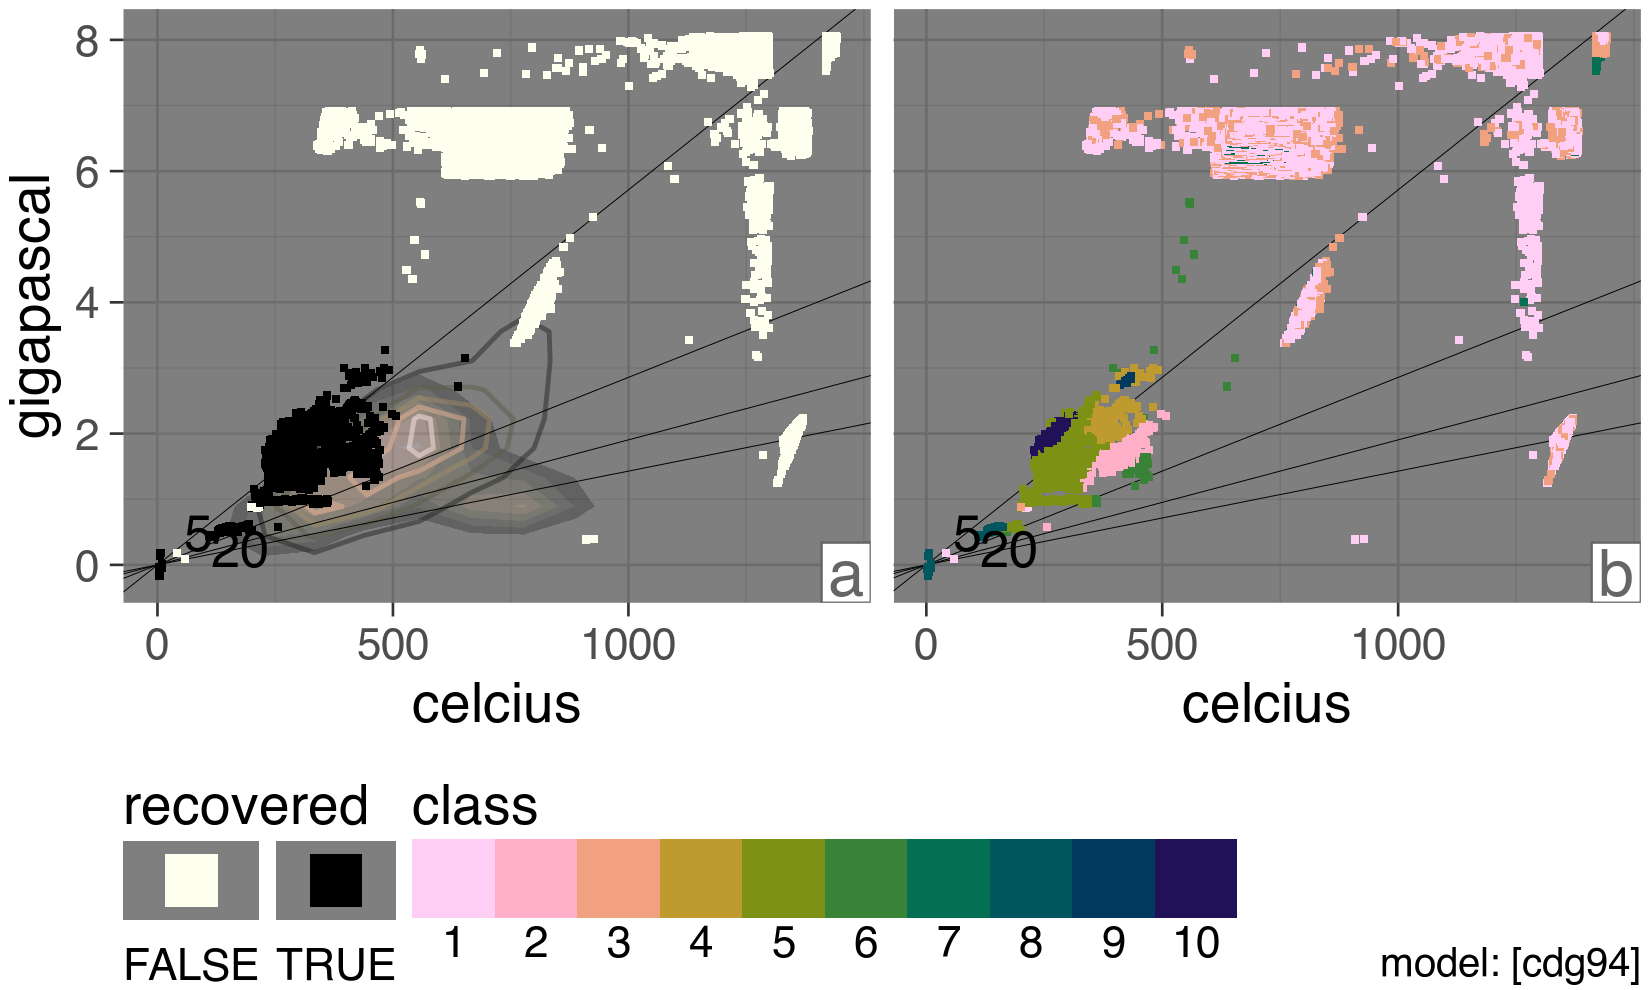 gigapascal
8
6
4
2
0
5
20
a
0 500 1000
celcius
5
20
b
0 500 1000
celcius
recovered
FALSE TRUE
class
1 2 3 4 5 6 7 8 9 10
model: [cdg94]